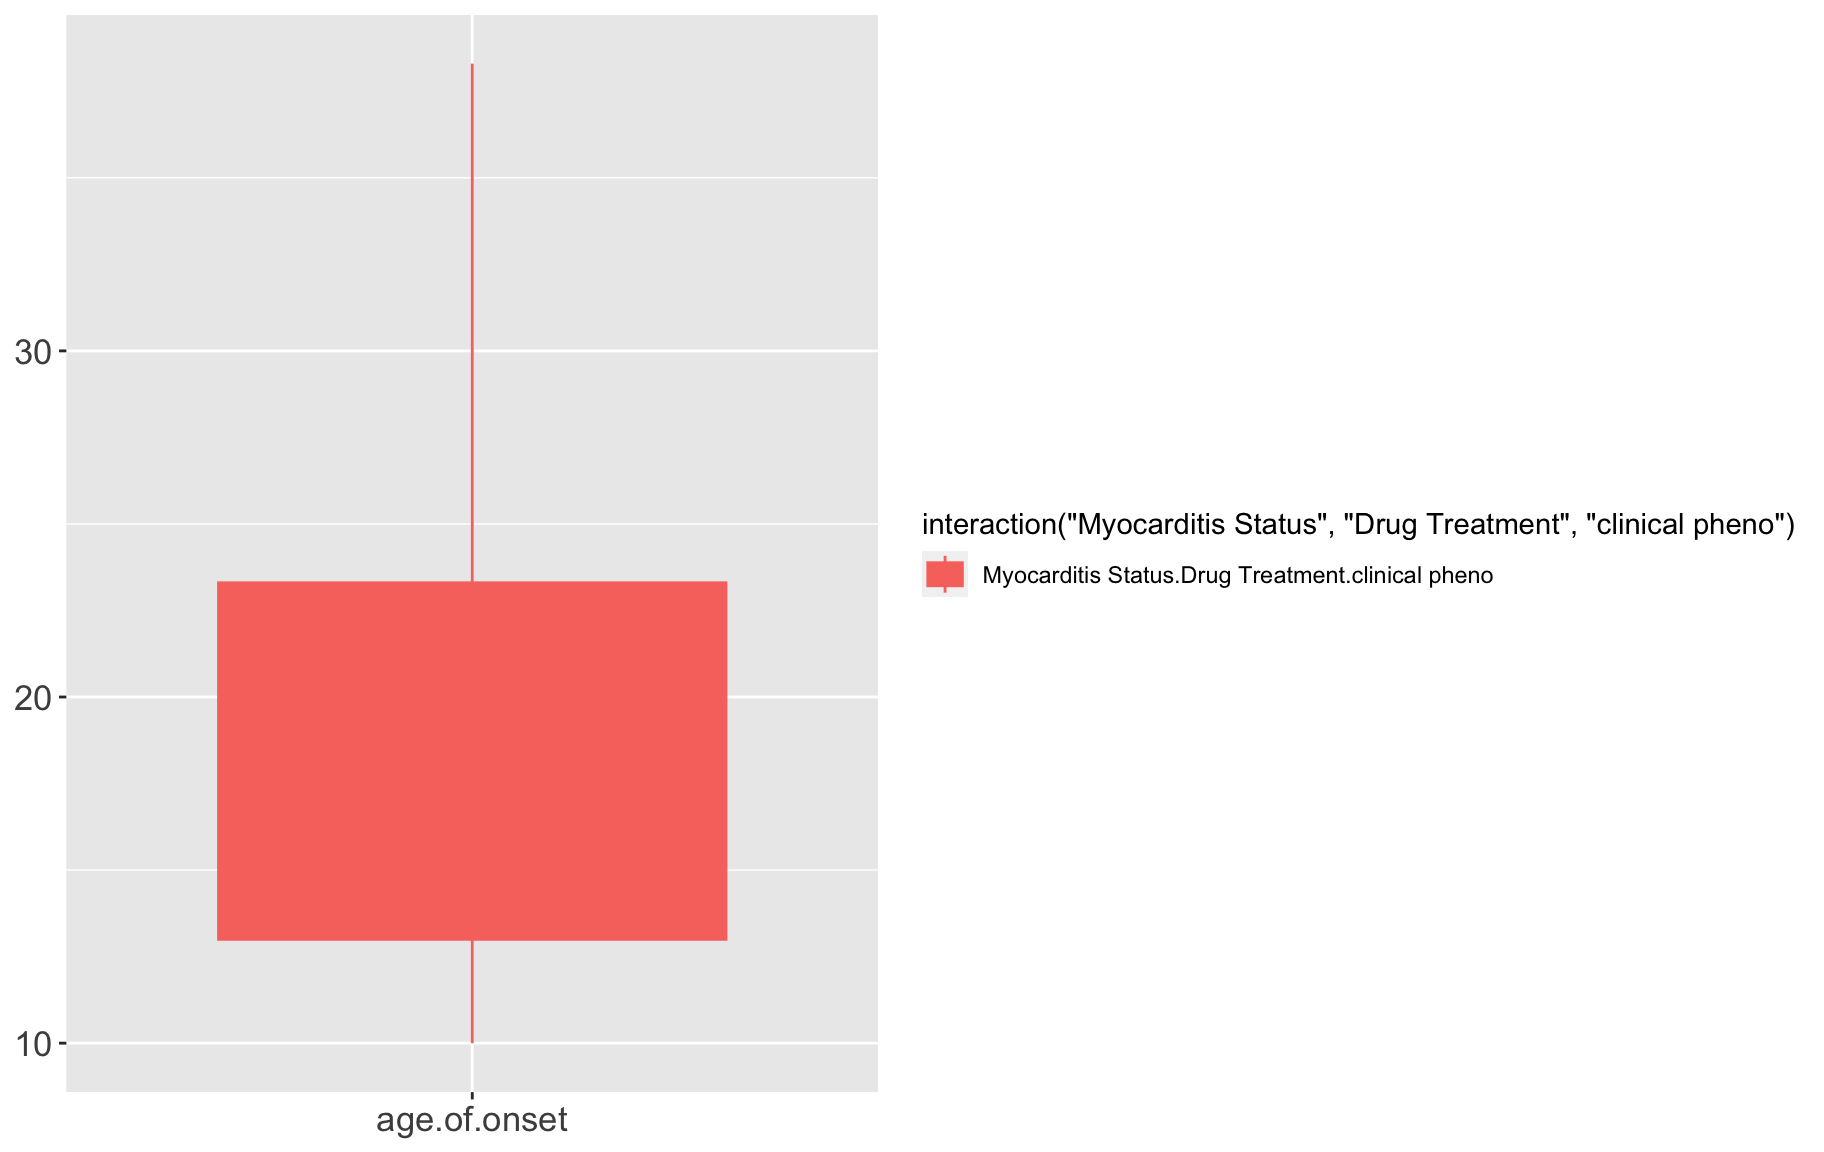 30
20
10
age.of.onset
interaction("Myocarditis Status", "Drug Treatment", "clinical pheno")
Myocarditis Status.Drug Treatment.clinical pheno